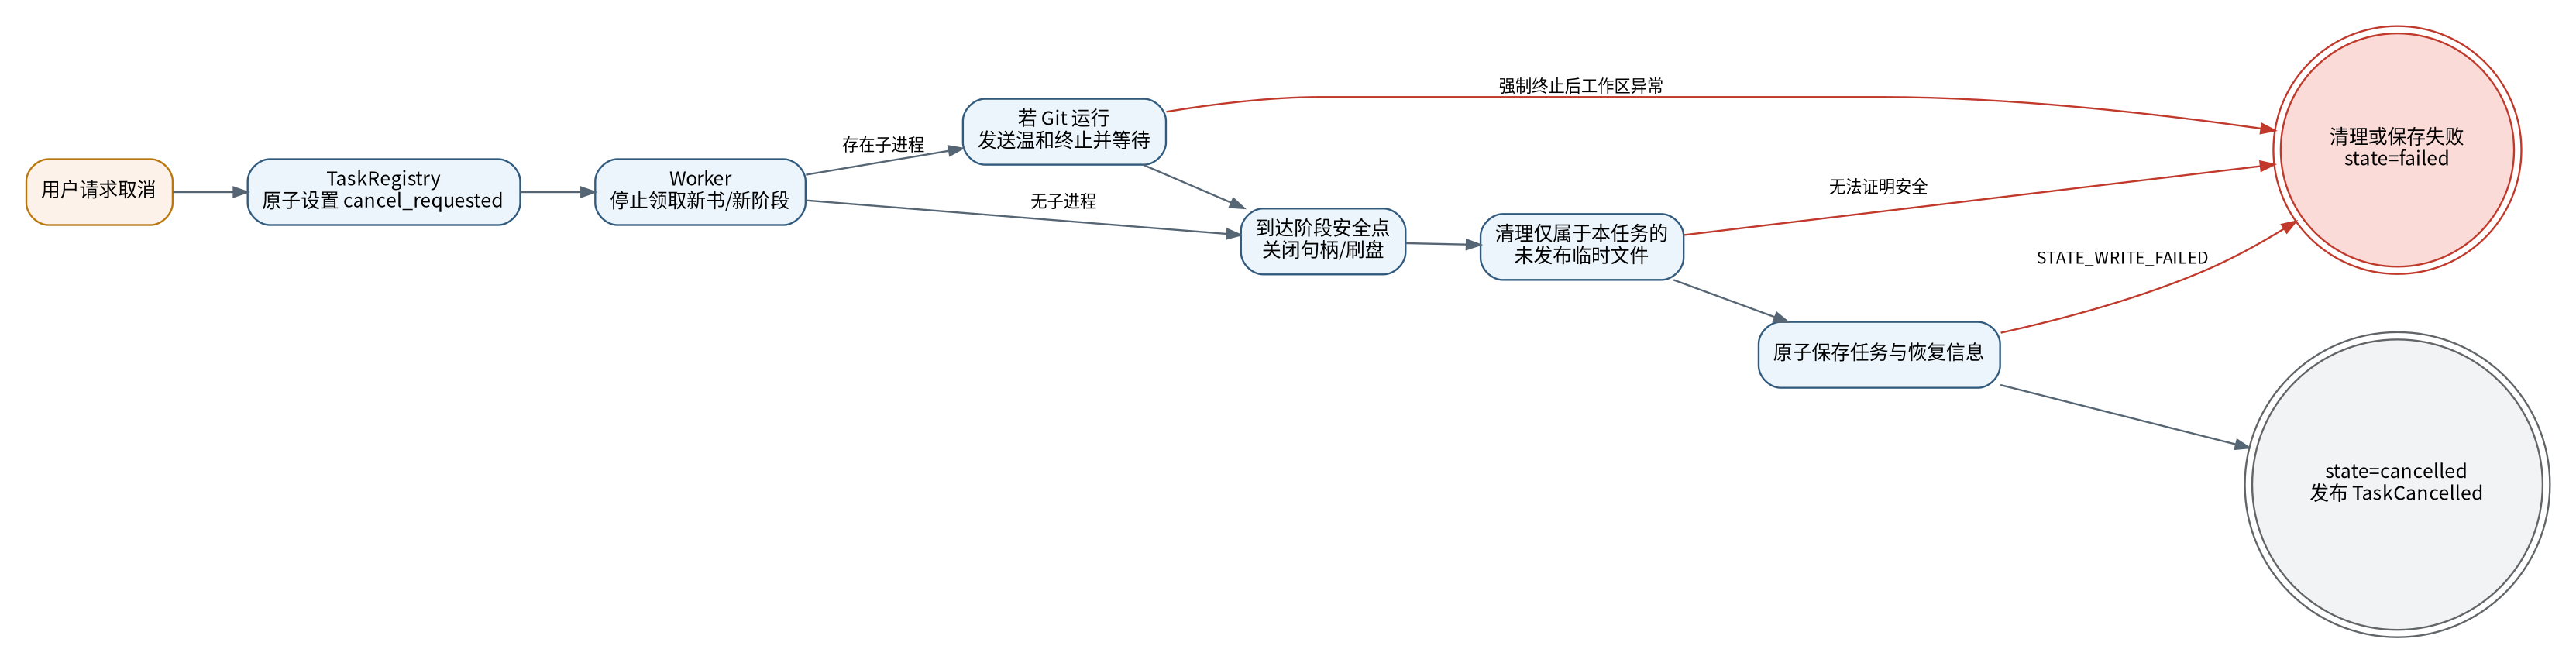 用户请求取消
TaskRegistry
原子设置 cancel_requested
Worker
停止领取新书/新阶段
存在子进程
无子进程
若 Git 运行
发送温和终止并等待
强制终止后工作区异常
到达阶段安全点
关闭句柄/刷盘
清理仅属于本任务的
未发布临时文件
无法证明安全
原子保存任务与恢复信息
STATE_WRITE_FAILED
清理或保存失败
state=failed
state=cancelled
发布 TaskCancelled